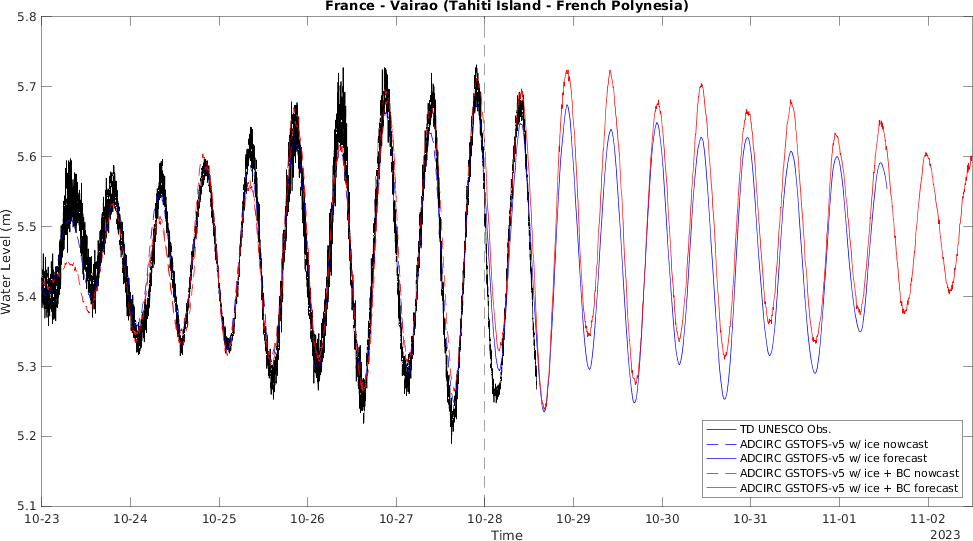 France - Vairao (Tahiti Island - French Polynesia)
5.8
5.7
5.6
5.5
5.4
5.3
5.2
5.1
Water Level (m)
TD UNESCO Obs.
ADCIRC GSTOFS-v5 w/ ice nowcast
ADCIRC GSTOFS-v5 w/ ice forecast
ADCIRC GSTOFS-v5 w/ ice + BC nowcast
ADCIRC GSTOFS-v5 w/ ice + BC forecast
10-23 10-24 10-25 10-26 10-27 10-28 10-29 10-30 10-31 11-01 11-02
Time
2023